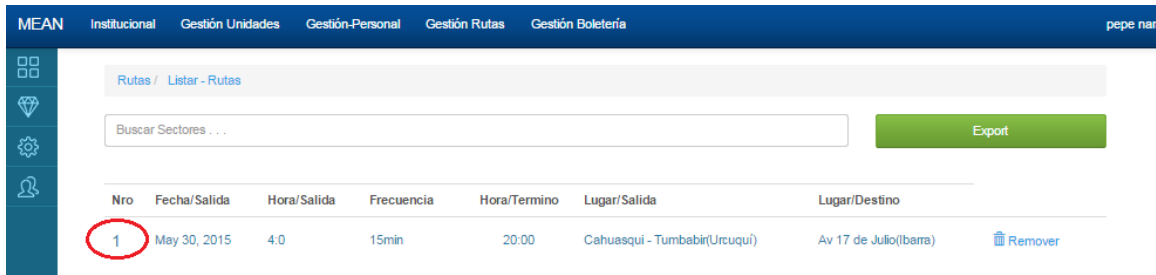 MEAN Institucional Gestión Unidades Gestión-Personal Gestión Rutas Gestión Boletería pepe nar
Rutas / Listar - Rutas
Buscar Sectores . . . Export
Nro Fecha/Salida Hora/Salida Frecuencia Hora/Termino Lugar/Salida Lugar/Destino
1 May 30, 2015 4:0 15min 20:00 Cahuasqui - Tumbabir(Urcuquí) Av 17 de Julio(Ibarra) Remover